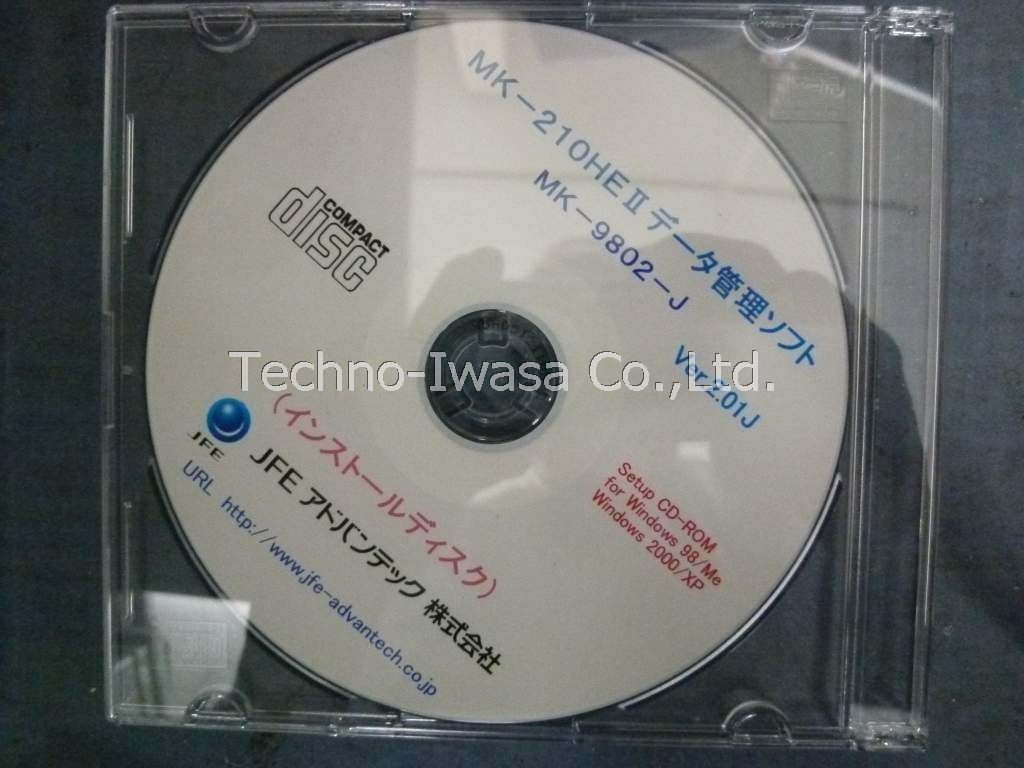 MK-210HEⅡデータ管理ソフト
MK-9802-J
Ver.2.01J
COMPACT
disc
Techno-Iwasa Co.,Ltd.
Setup CD-ROM
for Windows 98/Me
Windows 2000/XP
(インストールディスク)
JFE
JFE アドバンテック 株式会社
URL http://www.jfe-advantech.co.jp